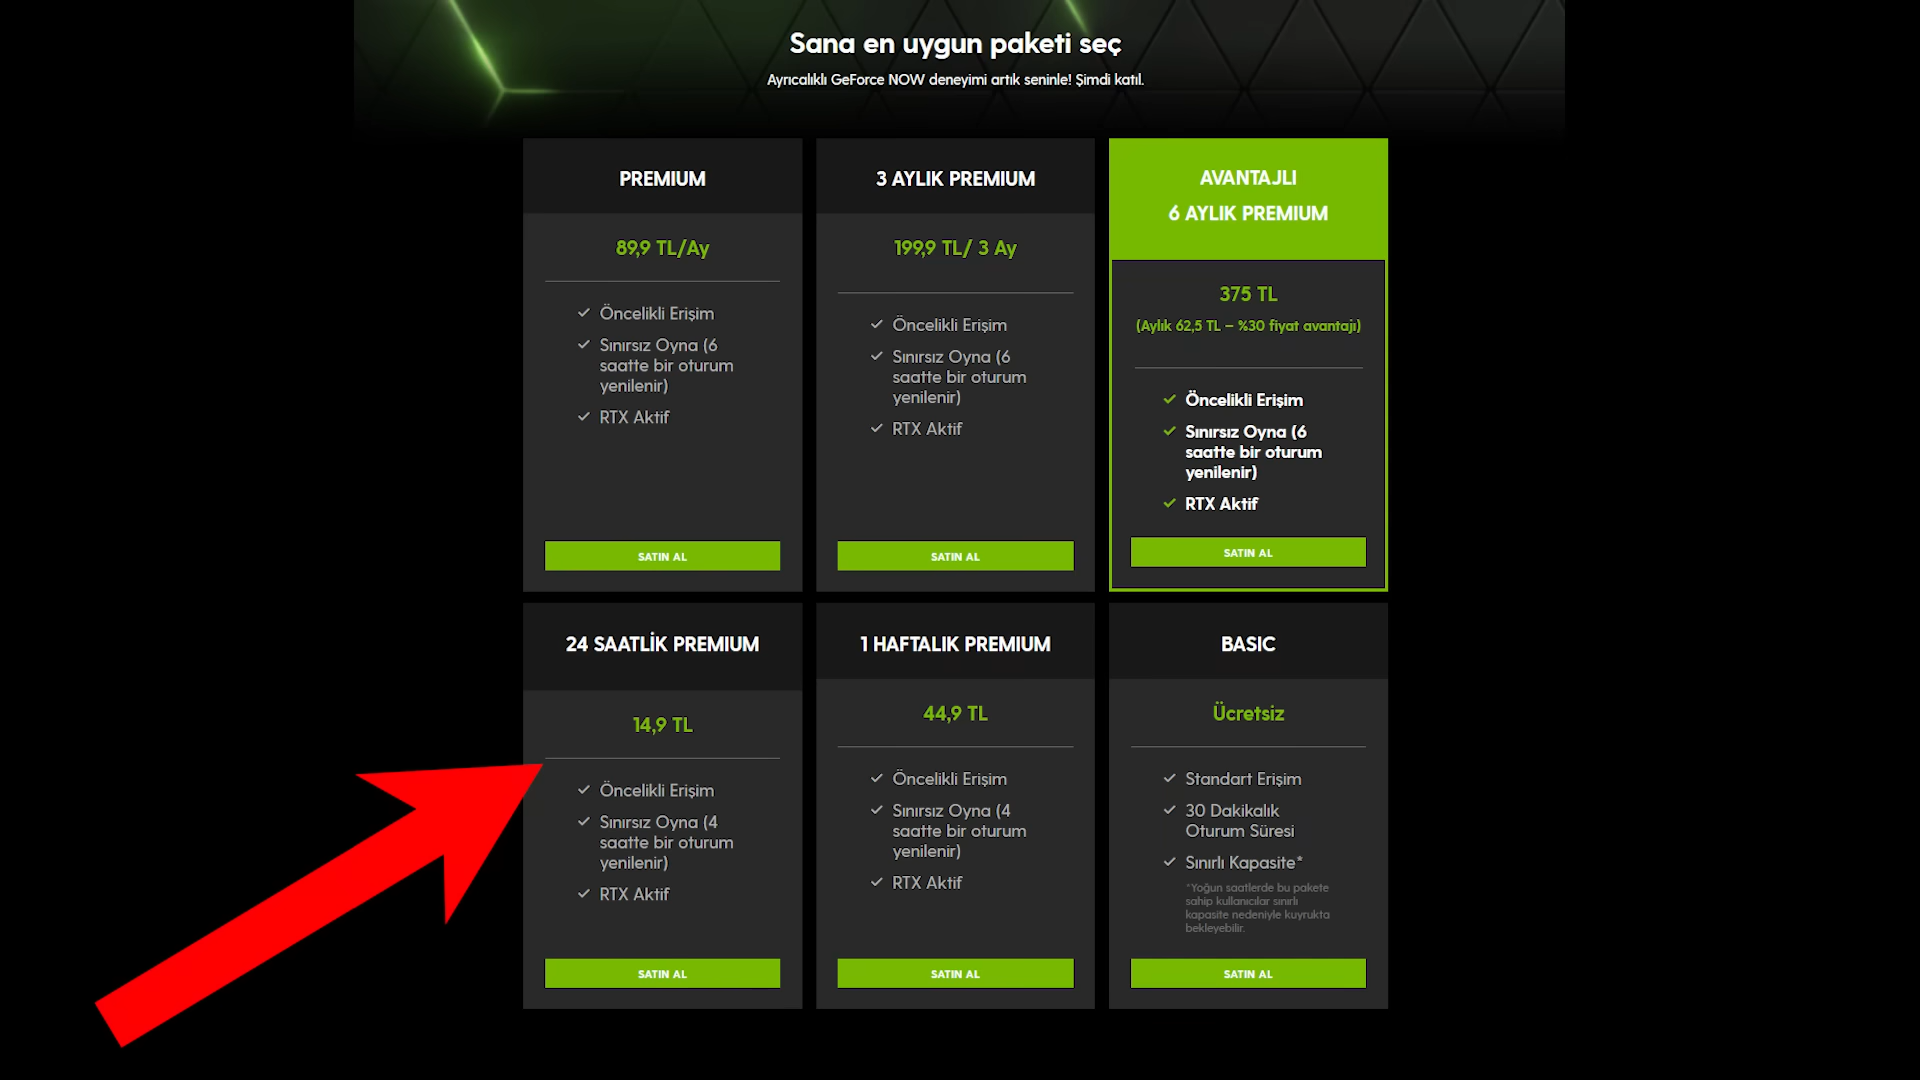 Sana en uygun paketi seç
Ayrıcalıklı GeForce NOW deneyimi artık seninle! Şimdi katıl.
PREMIUM
89,9 TL/Ay
Öncelikli Erişim
Sınırsız Oyna (6
saatte bir oturum
yenilenir)
RTX Aktif
SATIN AL
3 AYLIK PREMIUM
199,9 TL/ 3 Ay
Öncelikli Erişim
Sınırsız Oyna (6
saatte bir oturum
yenilenir)
RTX Aktif
SATIN AL
AVANTAJLI
6 AYLIK PREMIUM
375 TL
(Aylık 62,5 TL – %30 fiyat avantajı)
Öncelikli Erişim
Sınırsız Oyna (6
saatte bir oturum
yenilenir)
RTX Aktif
SATIN AL
24 SAATLİK PREMIUM
14,9 TL
Öncelikli Erişim
Sınırsız Oyna (4
saatte bir oturum
yenilenir)
RTX Aktif
SATIN AL
1 HAFTALIK PREMIUM
44,9 TL
Öncelikli Erişim
Sınırsız Oyna (4
saatte bir oturum
yenilenir)
RTX Aktif
SATIN AL
BASIC
Ücretsiz
Standart Erişim
30 Dakikalık
Oturum Süresi
Sınırlı Kapasite*
*Yoğun saatlerde bu pakete
sahip kullanıcılar sınırlı
kapasite nedeniyle kuyrukta
bekleyebilir.
SATIN AL